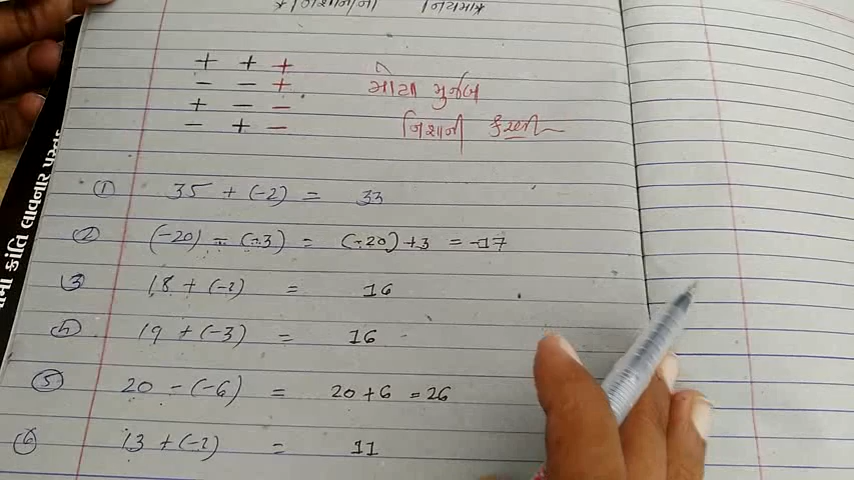 + + +
- - +
+ - -
- + -
મોટા મુજબ
નિશાની કરવી
① 35 + (-2) = 33
② (-20) - (-3) = (-20) + 3 = -17
③ 18 + (-2) = 16
④ 19 + (-3) = 16
⑤ 20 - (-6) = 20 + 6 = 26
⑥ 13 + (-2) = 11